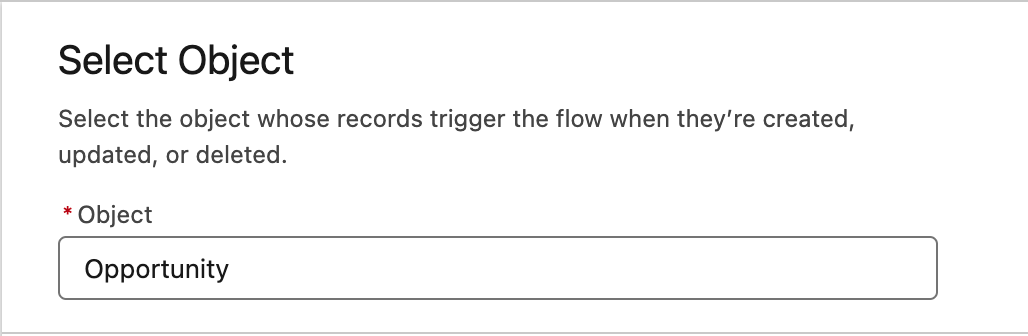 Select Object
Select the object whose records trigger the flow when they’re created,
updated, or deleted.
* Object
Opportunity